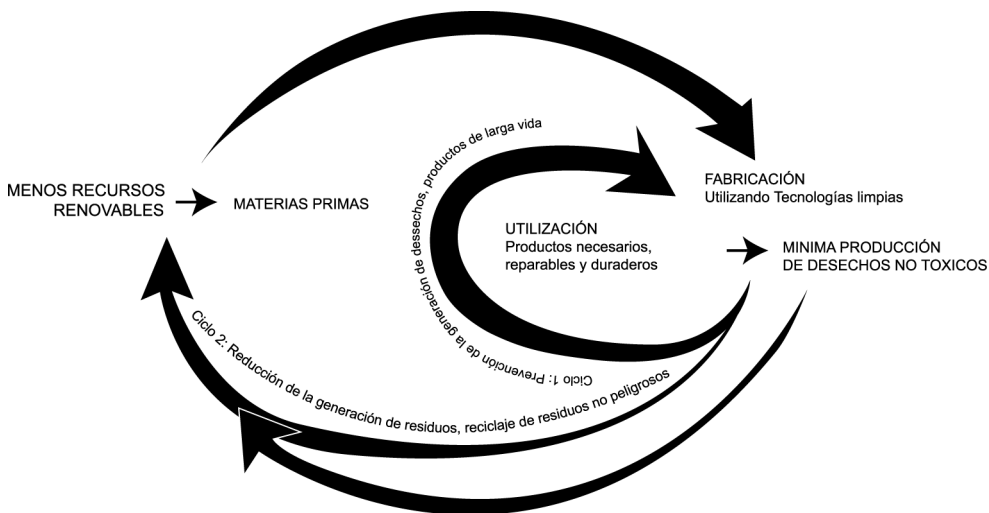 MENOS RECURSOS
RENOVABLES
MATERIAS PRIMAS
Ciclo 1: Prevención de la generación de dessechos, productos de larga vida
UTILIZACIÓN
Productos necesarios,
reparables y duraderos
FABRICACIÓN
Utilizando Tecnologías limpias
MINIMA PRODUCCIÓN
DE DESECHOS NO TOXICOS
Ciclo 2: Reducción de la generación de residuos, reciclaje de residuos no peligrosos